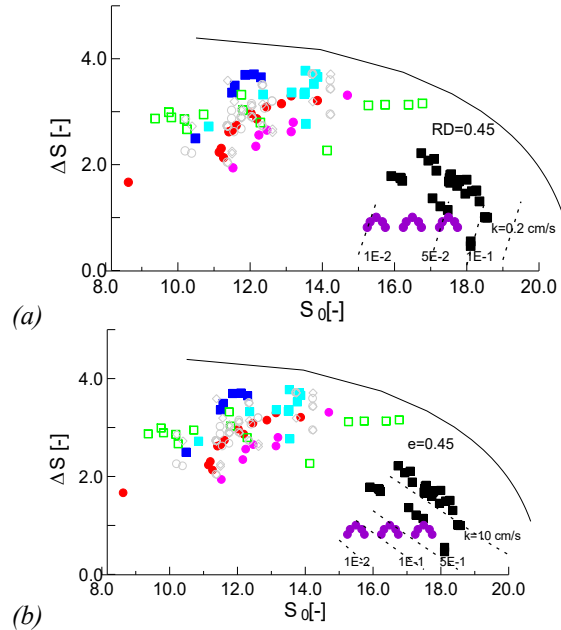 (a)
ΔS [-]
4.0
2.0
0.0
RD=0.45
k=0.2 cm/s
1E-2
5E-2
1E-1
8.0 10.0 12.0 14.0 16.0 18.0 20.0
S0[-]
(b)
ΔS [-]
4.0
2.0
0.0
e=0.45
k=10 cm/s
1E-2
1E-1
5E-1
8.0 10.0 12.0 14.0 16.0 18.0 20.0
S0[-]